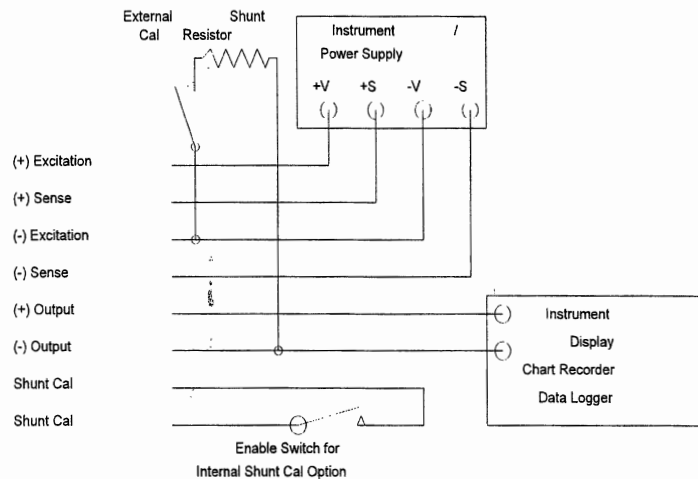 External Shunt
Cal Resistor
Instrument /
Power Supply
+V +S -V -S
(+) Excitation
(+) Sense
(-) Excitation
(-) Sense
(+) Output
(-) Output
Shunt Cal
Shunt Cal
Instrument
Display
Chart Recorder
Data Logger
Enable Switch for
Internal Shunt Cal Option